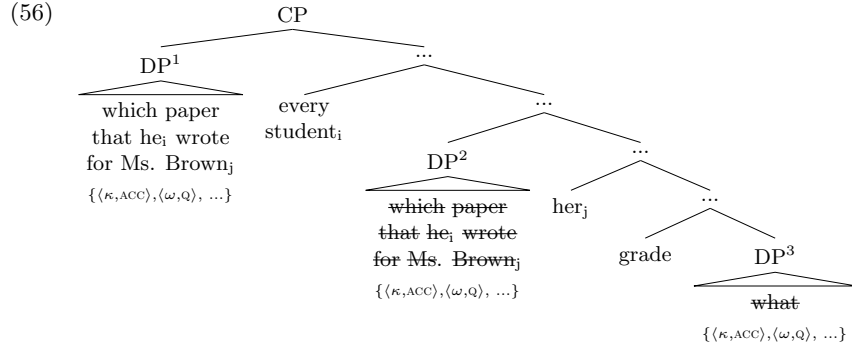 (56)
CP
DP¹ ...
which paper
that heᵢ wrote
for Ms. Brownⱼ
{⟨κ,ACC⟩,⟨ω,Q⟩, ...}
every
studentᵢ
...
DP² ...
which paper
that heᵢ wrote
for Ms. Brownⱼ
{⟨κ,ACC⟩,⟨ω,Q⟩, ...}
herⱼ ...
grade DP³
what
{⟨κ,ACC⟩,⟨ω,Q⟩, ...}